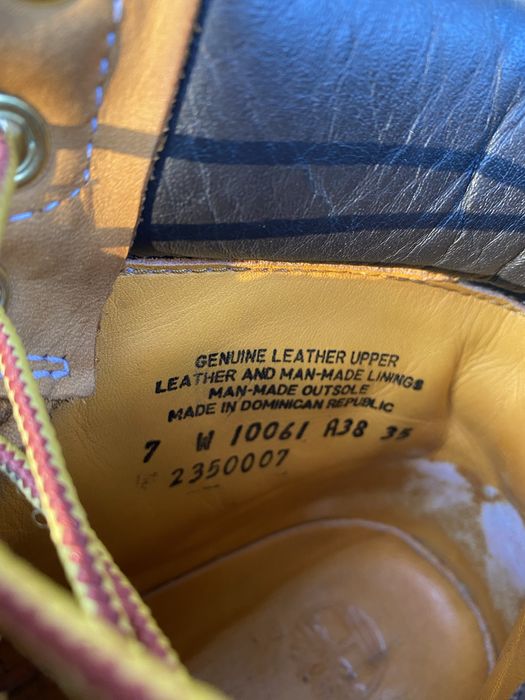 GENUINE LEATHER UPPER
LEATHER AND MAN-MADE LININGS
MAN-MADE OUTSOLE
MADE IN DOMINICAN REPUBLIC
7 W 10061 A38 35
2350007